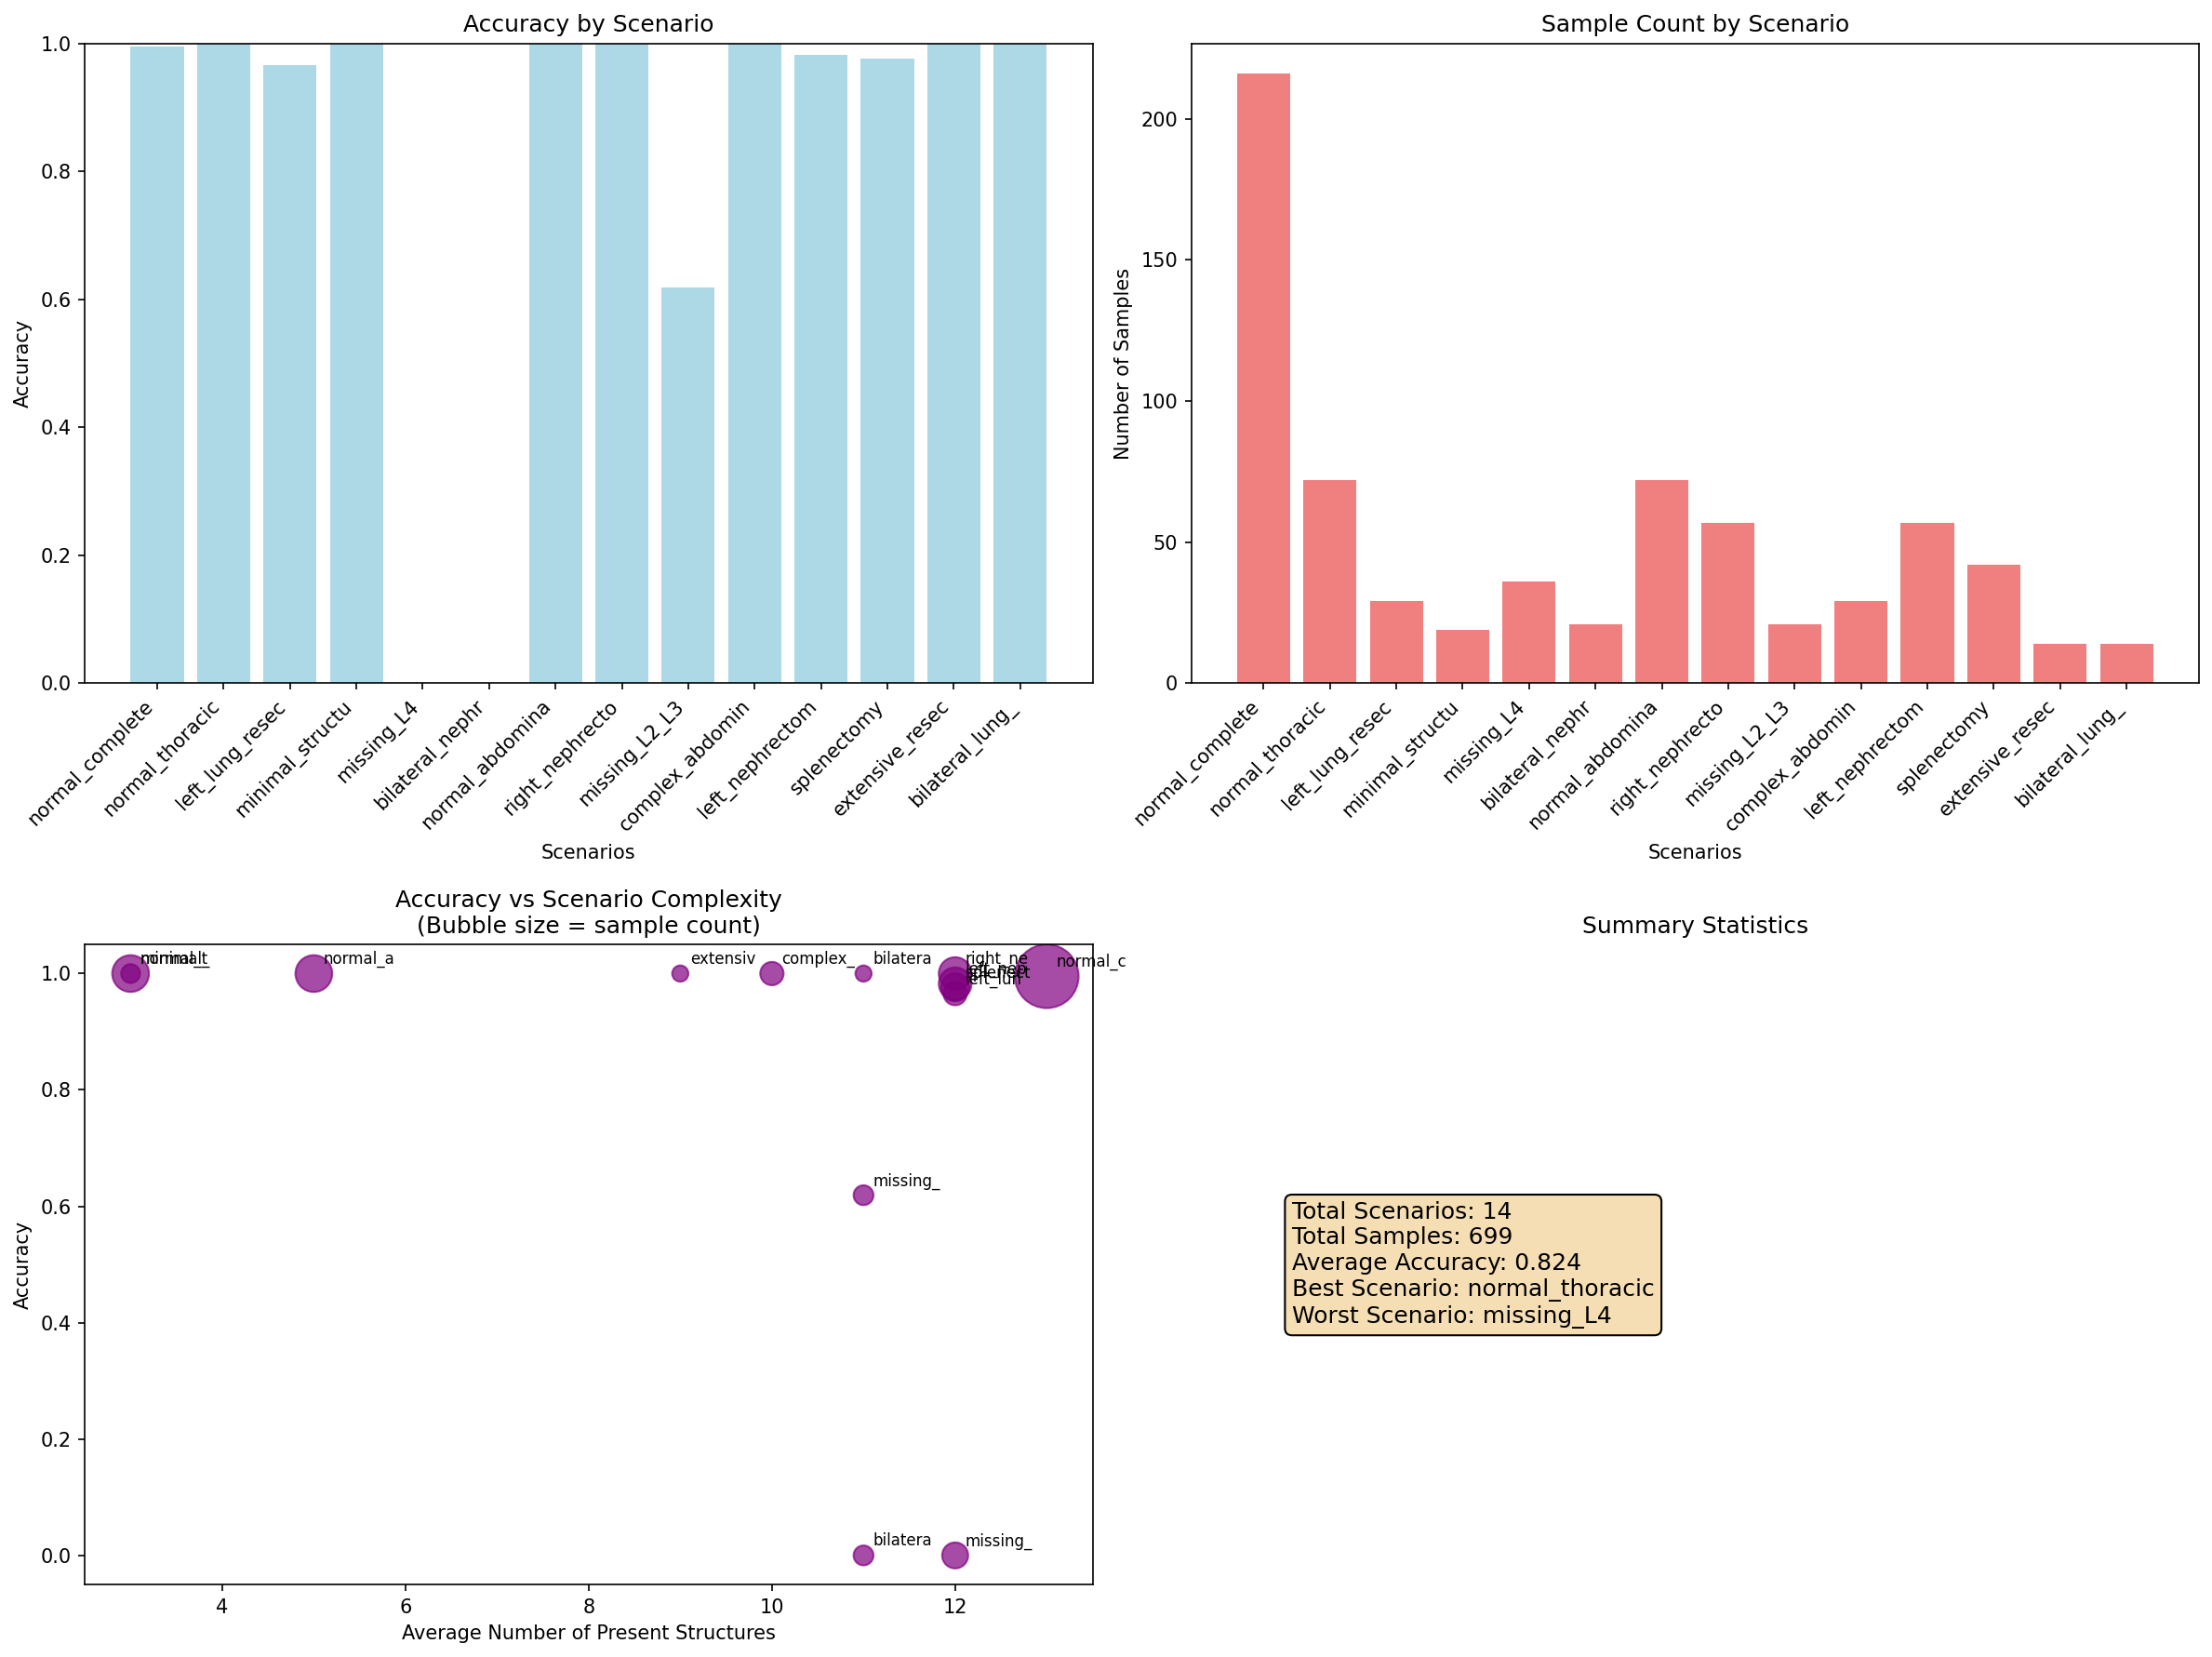 Accuracy by Scenario
1.0
0.8
0.6
0.4
0.2
0.0
Accuracy
normal_complete
normal_thoracic
left_lung_resec
minimal_structu
missing_L4
bilateral_nephr
normal_abdomina
right_nephrecto
missing_L2_L3
complex_abdomin
left_nephrectom
splenectomy
extensive_resec
bilateral_lung_
Scenarios
Sample Count by Scenario
200
150
100
50
0
Number of Samples
normal_complete
normal_thoracic
left_lung_resec
minimal_structu
missing_L4
bilateral_nephr
normal_abdomina
right_nephrecto
missing_L2_L3
complex_abdomin
left_nephrectom
splenectomy
extensive_resec
bilateral_lung_
Scenarios
Accuracy vs Scenario Complexity
(Bubble size = sample count)
1.0
0.8
0.6
0.4
0.2
0.0
Accuracy
normal_a
extensiv
complex_
bilatera
right_ne
left_lun
normal_c
missing_
bilatera
missing_
4
6
8
10
12
Average Number of Present Structures
Summary Statistics
Total Scenarios: 14
Total Samples: 699
Average Accuracy: 0.824
Best Scenario: normal_thoracic
Worst Scenario: missing_L4